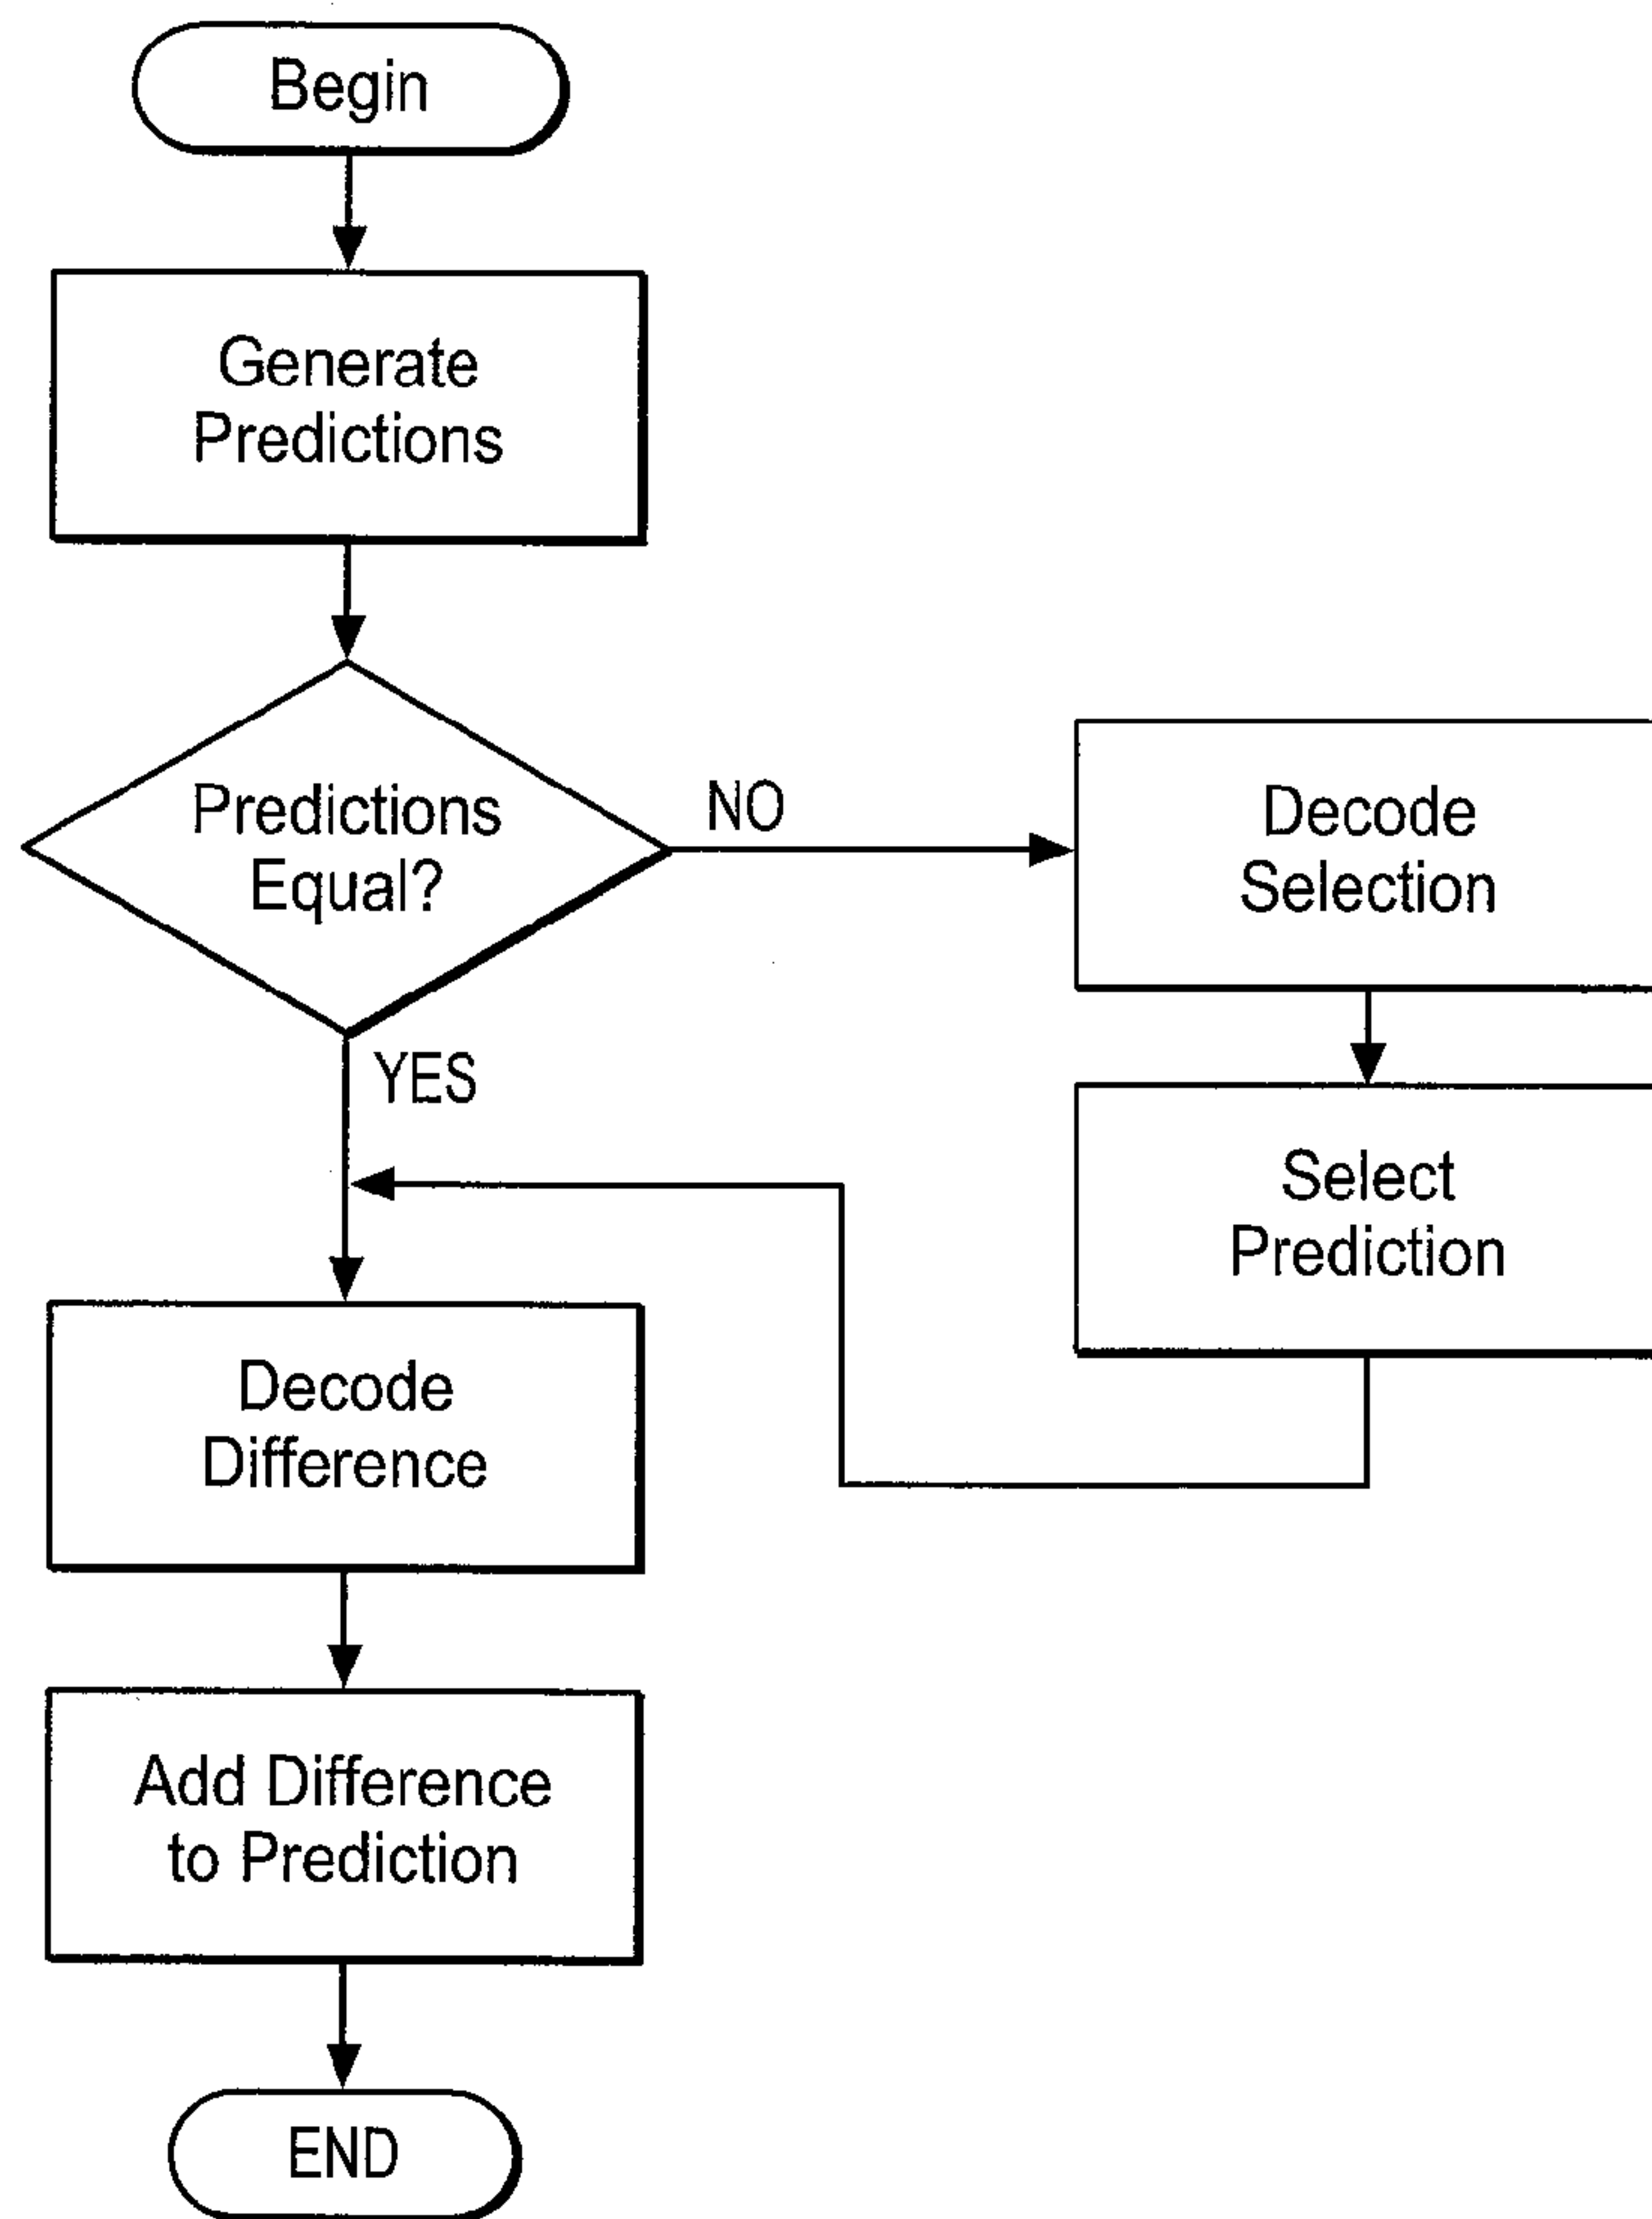 Begin
Generate
Predictions
Predictions
Equal?
NO
YES
Decode
Selection
Select
Prediction
Decode
Difference
Add Difference
to Prediction
END